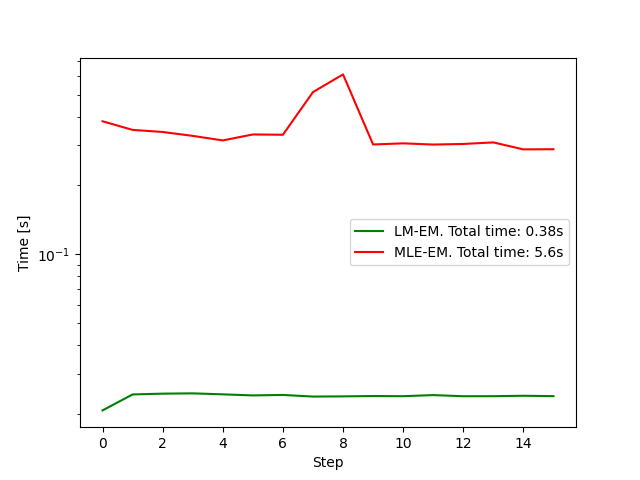 Time [s]
10⁻¹
LM-EM. Total time: 0.38s
MLE-EM. Total time: 5.6s
0 2 4 6 8 10 12 14
Step